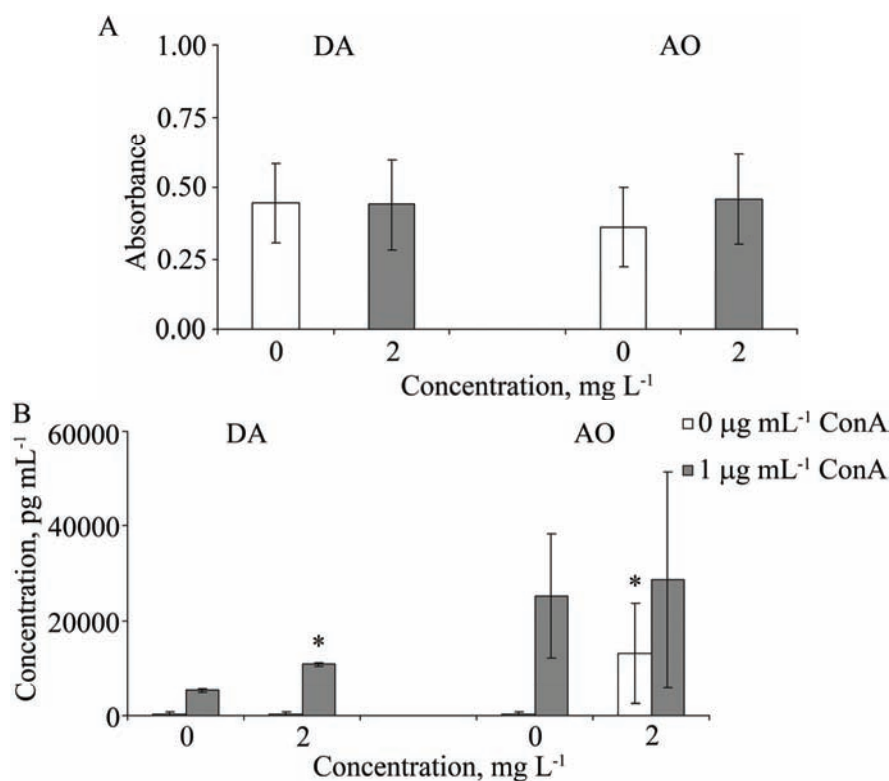 A
DA
AO
1.00
0.75
0.50
0.25
0.00
Absorbance
0
2
0
2
Concentration, mg L⁻¹
B
DA
AO
0 µg mL⁻¹ ConA
1 µg mL⁻¹ ConA
60000
40000
20000
0
Concentration, pg mL⁻¹
*
*
0
2
0
2
Concentration, mg L⁻¹